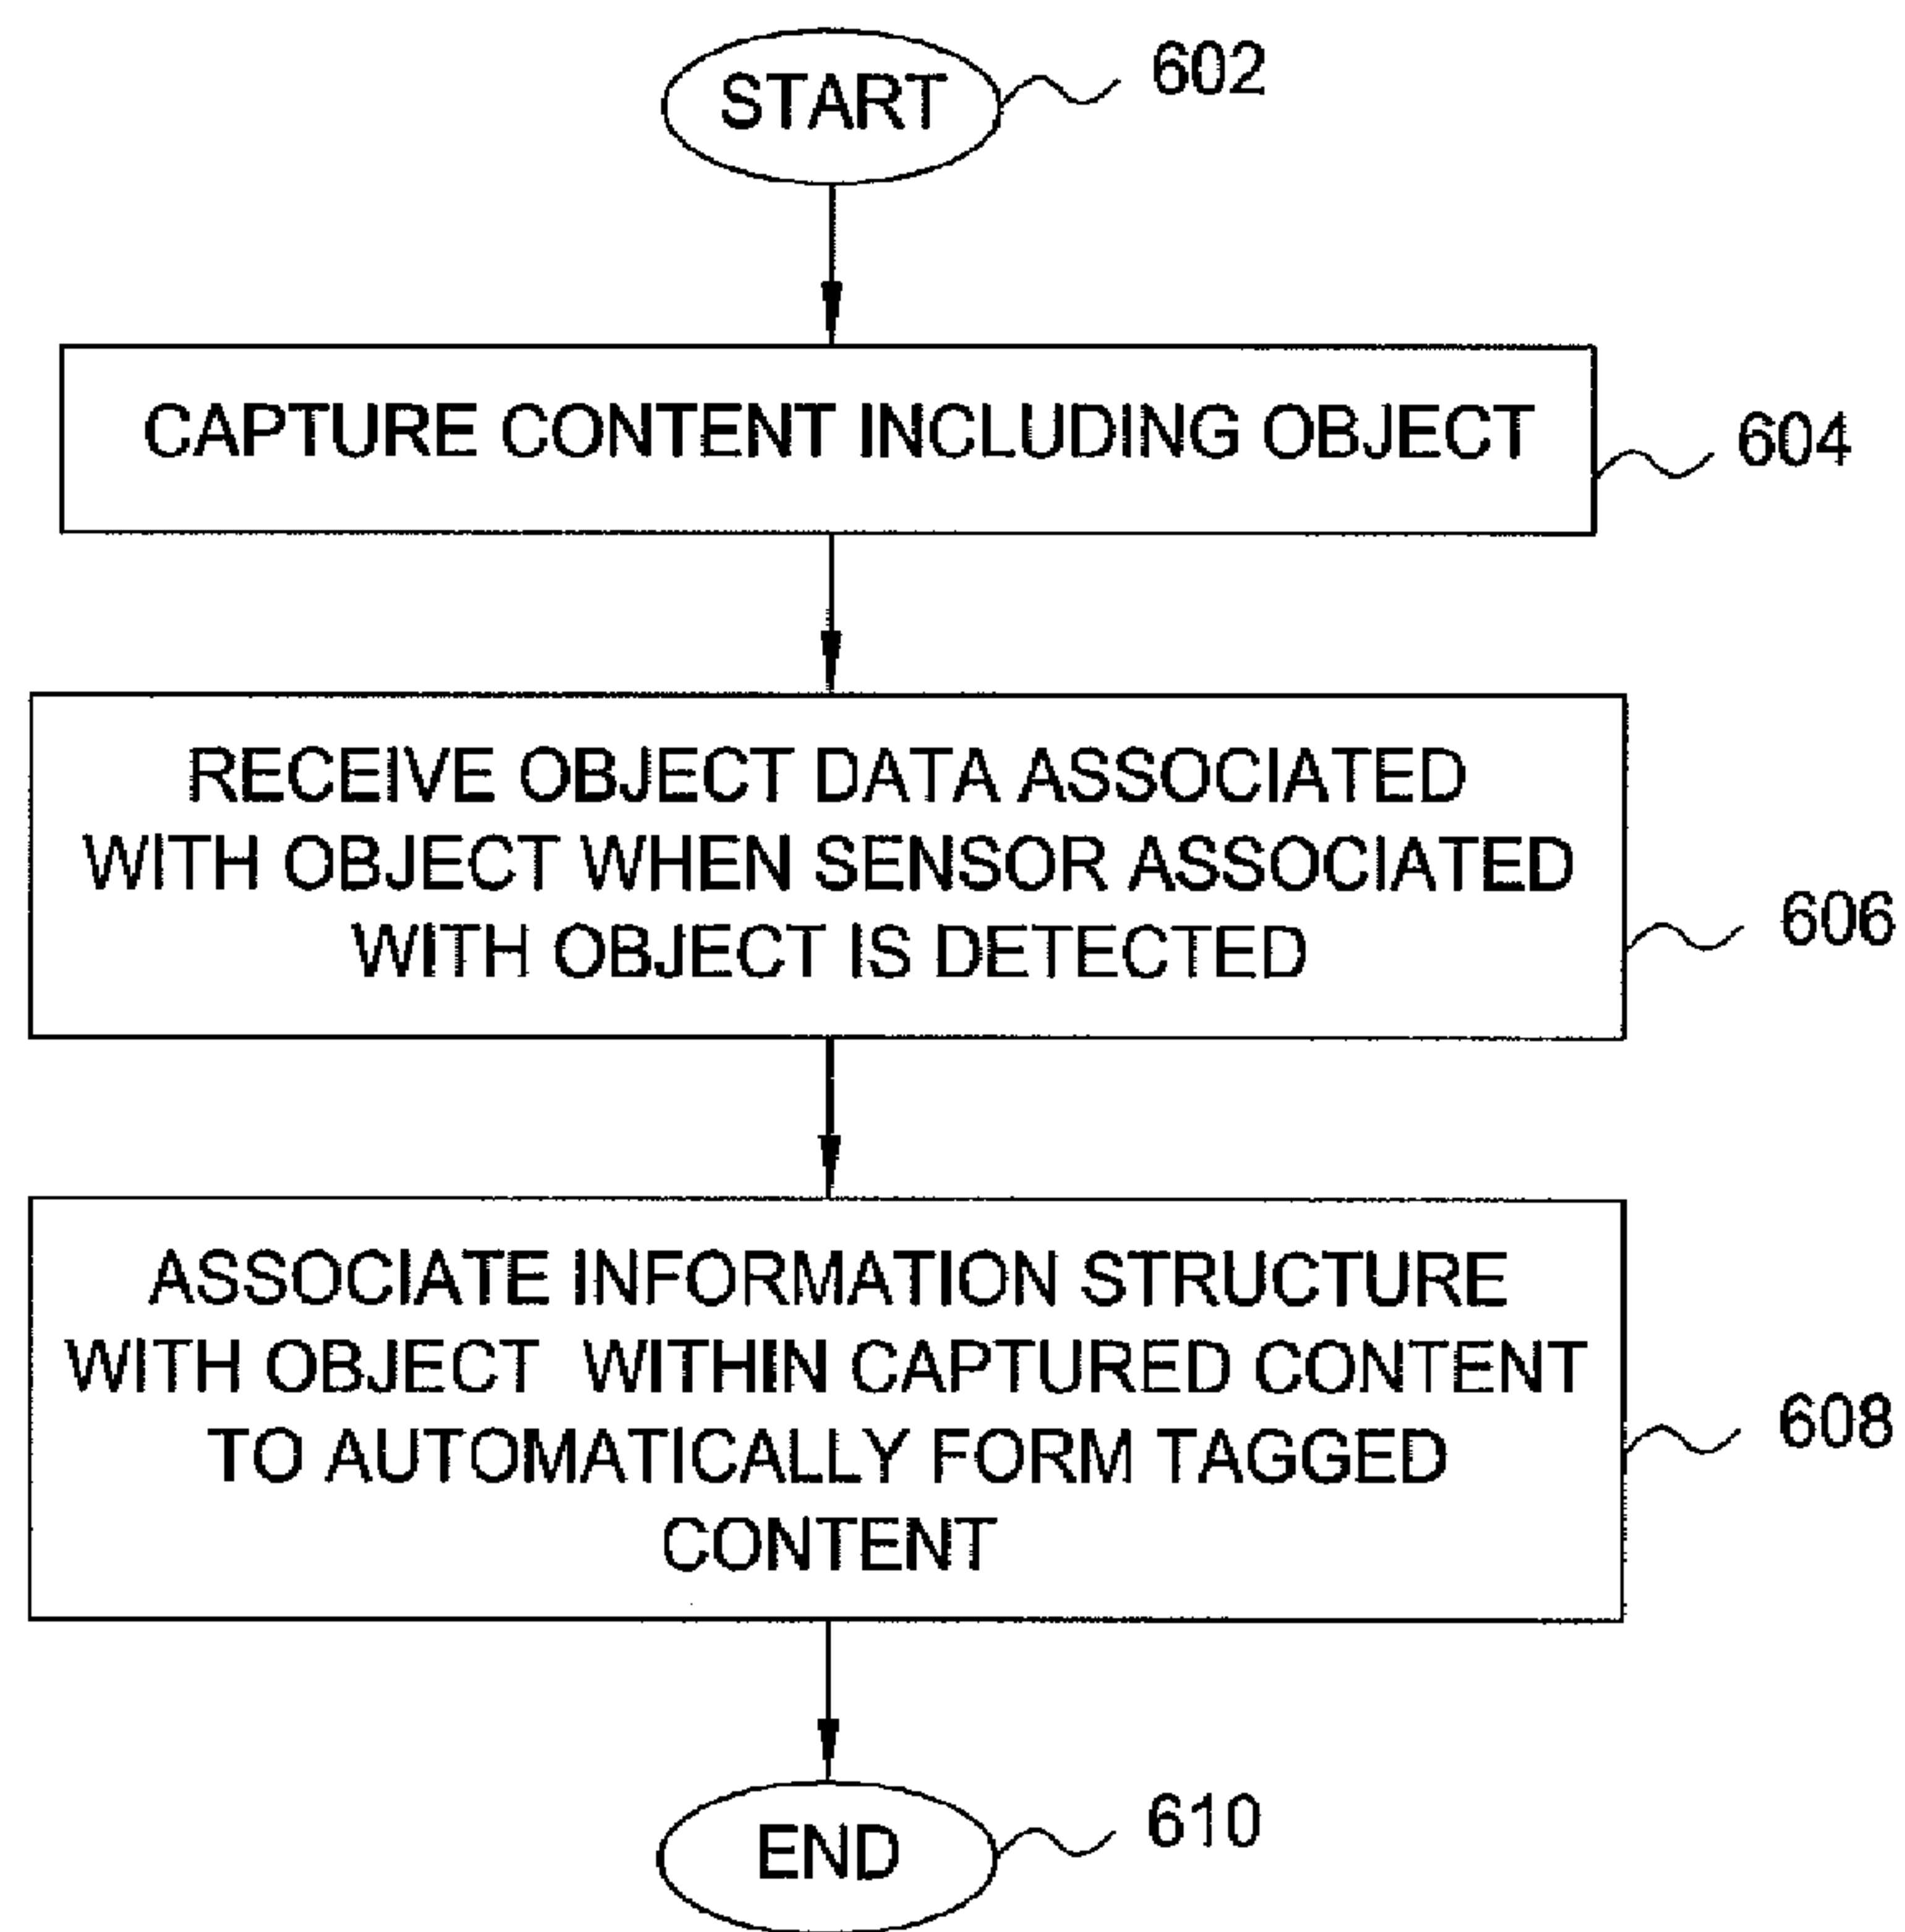 START
602
CAPTURE CONTENT INCLUDING OBJECT
604
RECEIVE OBJECT DATA ASSOCIATED
WITH OBJECT WHEN SENSOR ASSOCIATED
WITH OBJECT IS DETECTED
606
ASSOCIATE INFORMATION STRUCTURE
WITH OBJECT WITHIN CAPTURED CONTENT
TO AUTOMATICALLY FORM TAGGED
CONTENT
608
END
610